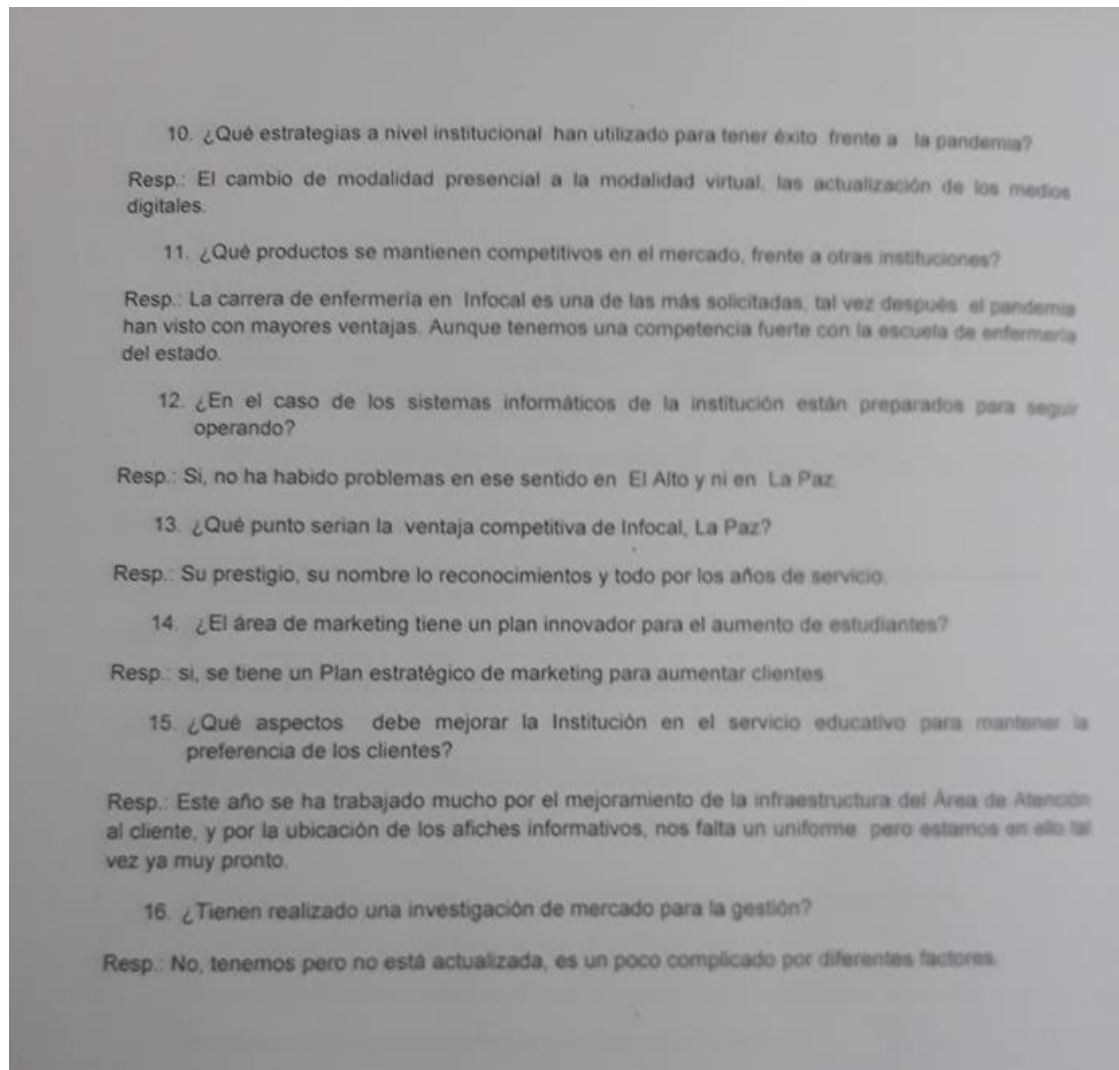 10. ¿Qué estrategias a nivel institucional han utilizado para tener éxito frente a la pandemia?
Resp.: El cambio de modalidad presencial a la modalidad virtual, las actualización de los medios
digitales.
11. ¿Qué productos se mantienen competitivos en el mercado, frente a otras instituciones?
Resp.: La carrera de enfermería en Infocal es una de las más solicitadas, tal vez después el pandemia
han visto con mayores ventajas. Aunque tenemos una competencia fuerte con la escuela de enfermería
del estado.
12. ¿En el caso de los sistemas informáticos de la institución están preparados para seguir
operando?
Resp.: Si, no ha habido problemas en ese sentido en El Alto y ni en La Paz.
13. ¿Qué punto serian la ventaja competitiva de Infocal, La Paz?
Resp.: Su prestigio, su nombre lo reconocimientos y todo por los años de servicio.
14. ¿El área de marketing tiene un plan innovador para el aumento de estudiantes?
Resp.: si, se tiene un Plan estratégico de marketing para aumentar clientes
15. ¿Qué aspectos debe mejorar la Institución en el servicio educativo para mantener la
preferencia de los clientes?
Resp.: Este año se ha trabajado mucho por el mejoramiento de la infraestructura del Área de Atención
al cliente, y por la ubicación de los afiches informativos, nos falta un uniforme pero estamos en ello tal
vez ya muy pronto.
16. ¿Tienen realizado una investigación de mercado para la gestión?
Resp.: No, tenemos pero no está actualizada, es un poco complicado por diferentes factores.